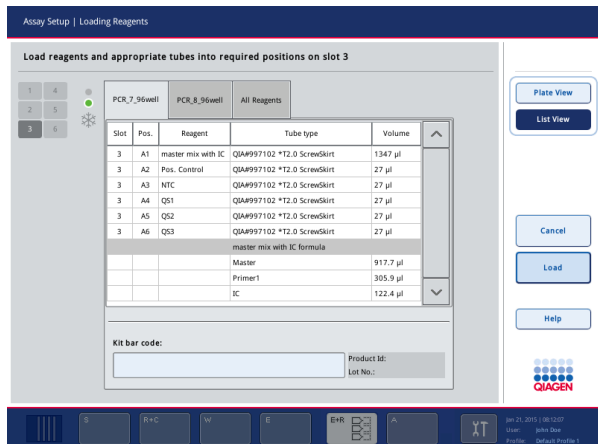 Assay Setup | Loading Reagents
Load reagents and appropriate tubes into required positions on slot 3
1 4
2 5
3 6
PCR_7_96well PCR_8_96well All Reagents
Slot Pos. Reagent Tube type Volume
3 A1 master mix with IC QIA#997102 *T2.0 ScrewSkirt 1347 µl
3 A2 Pos. Control QIA#997102 *T2.0 ScrewSkirt 27 µl
3 A3 NTC QIA#997102 *T2.0 ScrewSkirt 27 µl
3 A4 QS1 QIA#997102 *T2.0 ScrewSkirt 27 µl
3 A5 QS2 QIA#997102 *T2.0 ScrewSkirt 27 µl
3 A6 QS3 QIA#997102 *T2.0 ScrewSkirt 27 µl
master mix with IC formula
Master 917.7 µl
Primer1 305.9 µl
IC 122.4 µl
Kit bar code:
Product Id:
Lot No.:
Plate View
List View
Cancel
Load
Help
QIAGEN
S R+C W E E+R A
Jan 21, 2015 | 08:12:07
User: John Doe
Profile: Default Profile 1